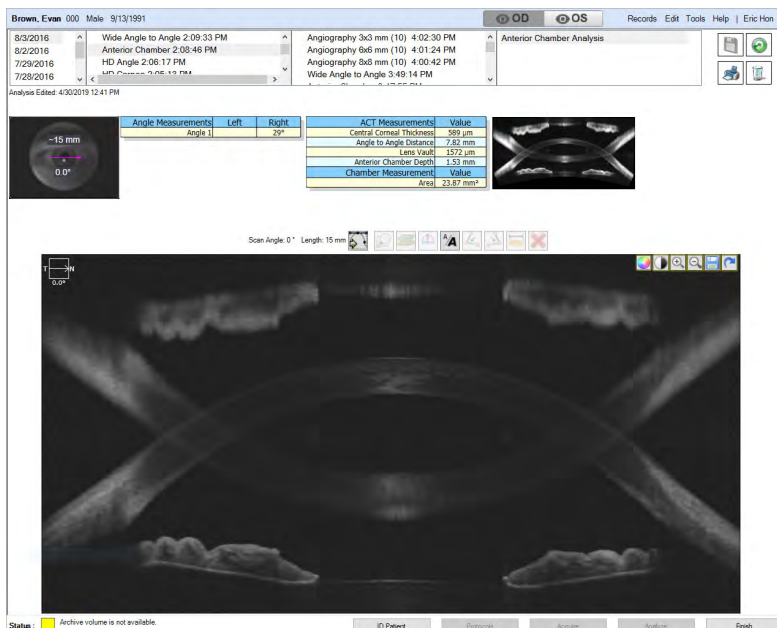 Brown, Evan 000 Male 9/13/1991
OD OS
Records Edit Tools Help | Eric Hon
8/3/2016
8/2/2016
7/29/2016
7/28/2016
Wide Angle to Angle 2:09:33 PM
Anterior Chamber 2:08:46 PM
HD Angle 2:06:17 PM
HD Cornea 2:05:13 PM
Angiography 3x3 mm (10) 4:02:30 PM
Angiography 6x6 mm (10) 4:01:24 PM
Angiography 8x8 mm (10) 4:00:42 PM
Wide Angle to Angle 3:49:14 PM
Anterior Chamber Analysis
Analysis Edited: 4/30/2019 12:41 PM
~15 mm
0.0°
Angle Measurements Left Right
Angle 1 29°
ACT Measurements Value
Central Corneal Thickness 589 µm
Angle to Angle Distance 7.82 mm
Lens Vault 1572 µm
Anterior Chamber Depth 1.53 mm
Chamber Measurement Value
Area 23.87 mm²
Scan Angle: 0 ° Length: 15 mm
A A
T N
0.0°
Status : Archive volume is not available.
ID Patient Protocols Acquire Analyze Finish